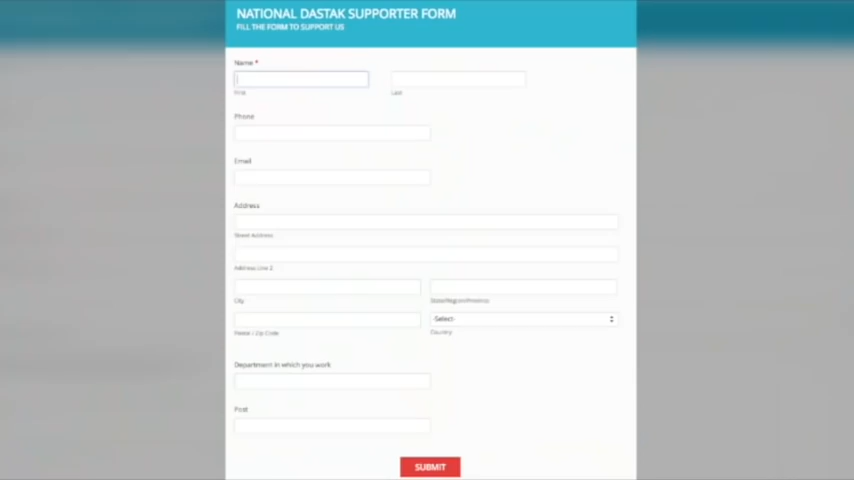 NATIONAL DASTAK SUPPORTER FORM
FILL THE FORM TO SUPPORT US
Name *
First Last
Phone
Email
Address
Street Address
Address Line 2
City State/Region/Province
Zip Code
Select Country
Department in which you work
Post
SUBMIT